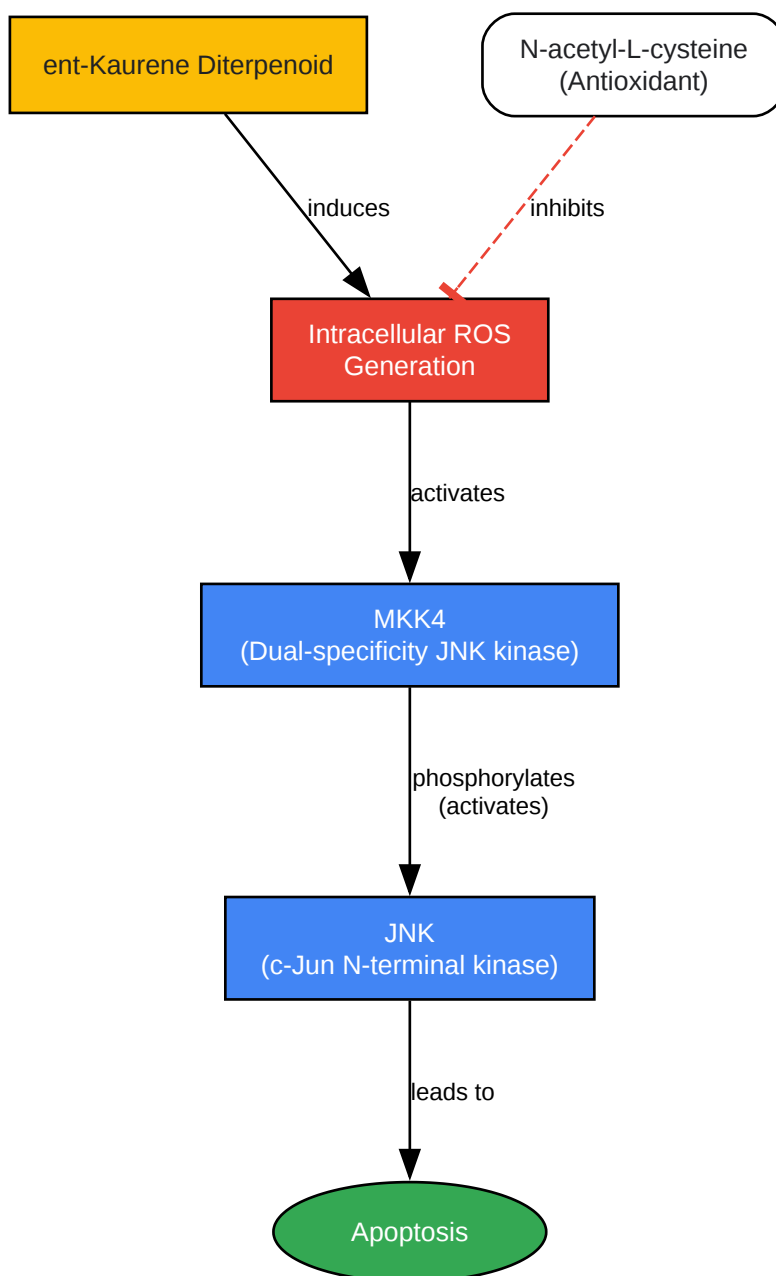 ent-Kaurene Diterpenoid
N-acetyl-L-cysteine
(Antioxidant)
induces
inhibits
Intracellular ROS
Generation
activates
MKK4
(Dual-specificity JNK kinase)
phosphorylates
(activates)
JNK
(c-Jun N-terminal kinase)
leads to
Apoptosis